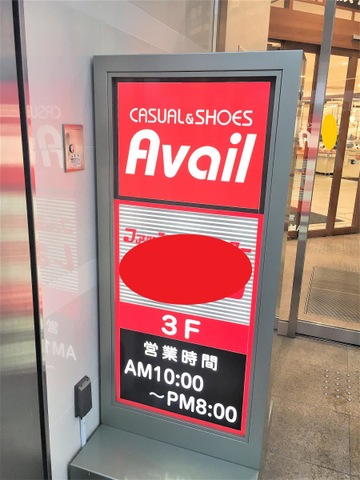 CASUAL&SHOES
Avail
3F
営業時間
AM10:00
〜PM8:00